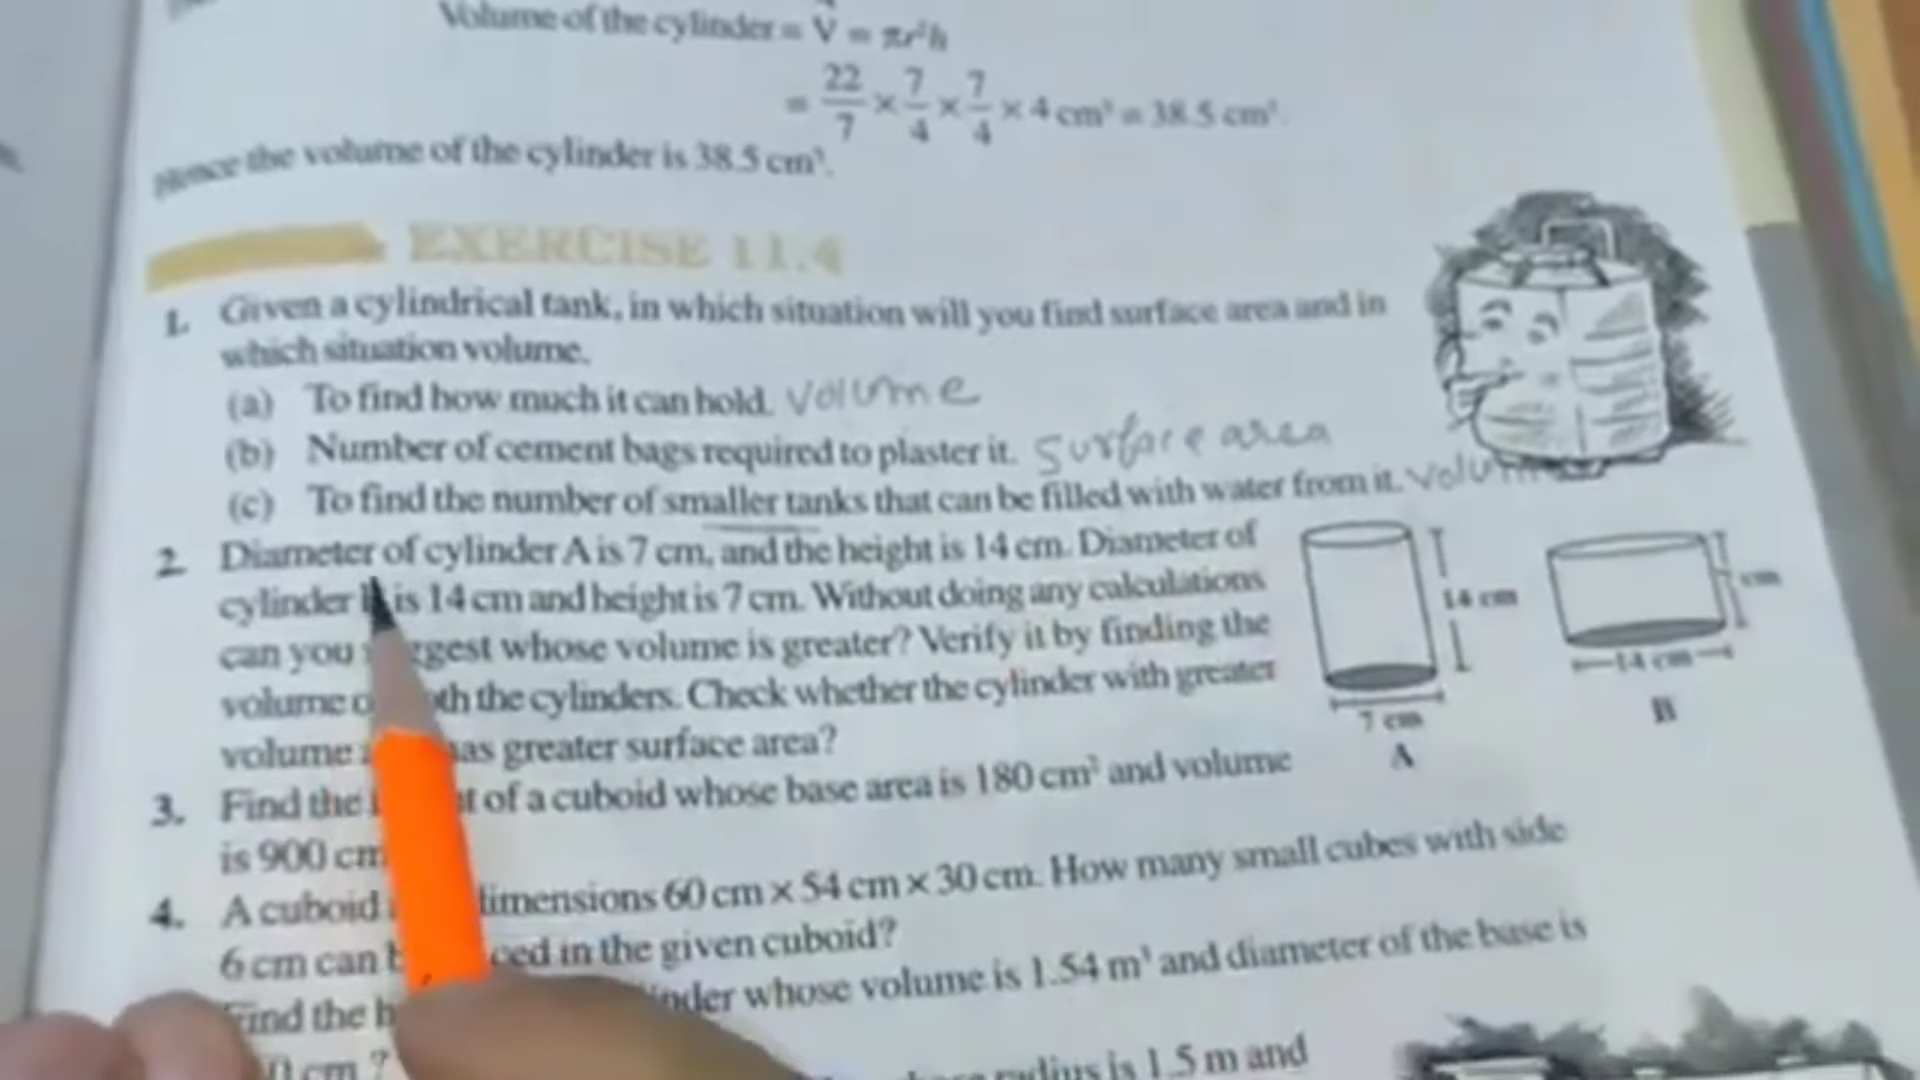 Volume of the cylinder = V = πr²h
= 22/7 × 7/4 × 7/4 × 4 cm³ = 38.5 cm³.
Hence the volume of the cylinder is 38.5 cm³.
EXERCISE 11.4
1. Given a cylindrical tank, in which situation will you find surface area and in
which situation volume.
(a) To find how much it can hold. volume
(b) Number of cement bags required to plaster it. surface area
(c) To find the number of smaller tanks that can be filled with water from it.
2. Diameter of cylinder A is 7 cm, and the height is 14 cm. Diameter of
cylinder is 14 cm and height is 7 cm. Without doing any calculations
can you whose volume is greater? Verify it by finding the
volume the cylinders. Check whether the cylinder with greater
volume greater surface area?
14 cm
cm
14 cm
7 cm
B
A
3. Find the of a cuboid whose base area is 180 cm² and volume
is 900
4. A cuboid dimensions 60 cm × 54 cm × 30 cm. How many small cubes with side
6 cm can in the given cuboid?
the whose volume is 1.54 m³ and diameter of the base is
cm ?
radius is 1.5 m and